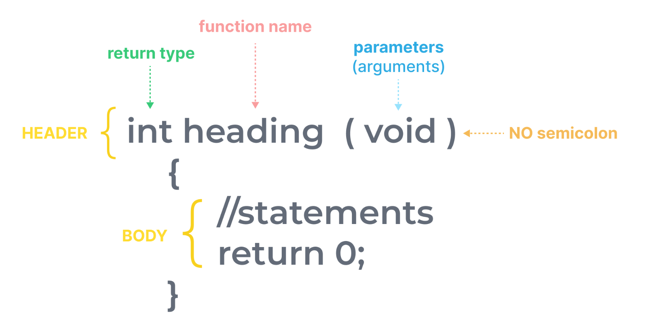 function name
return type
parameters
(arguments)
HEADER
int heading ( void )
NO semicolon
{
//statements
BODY
return 0;
}